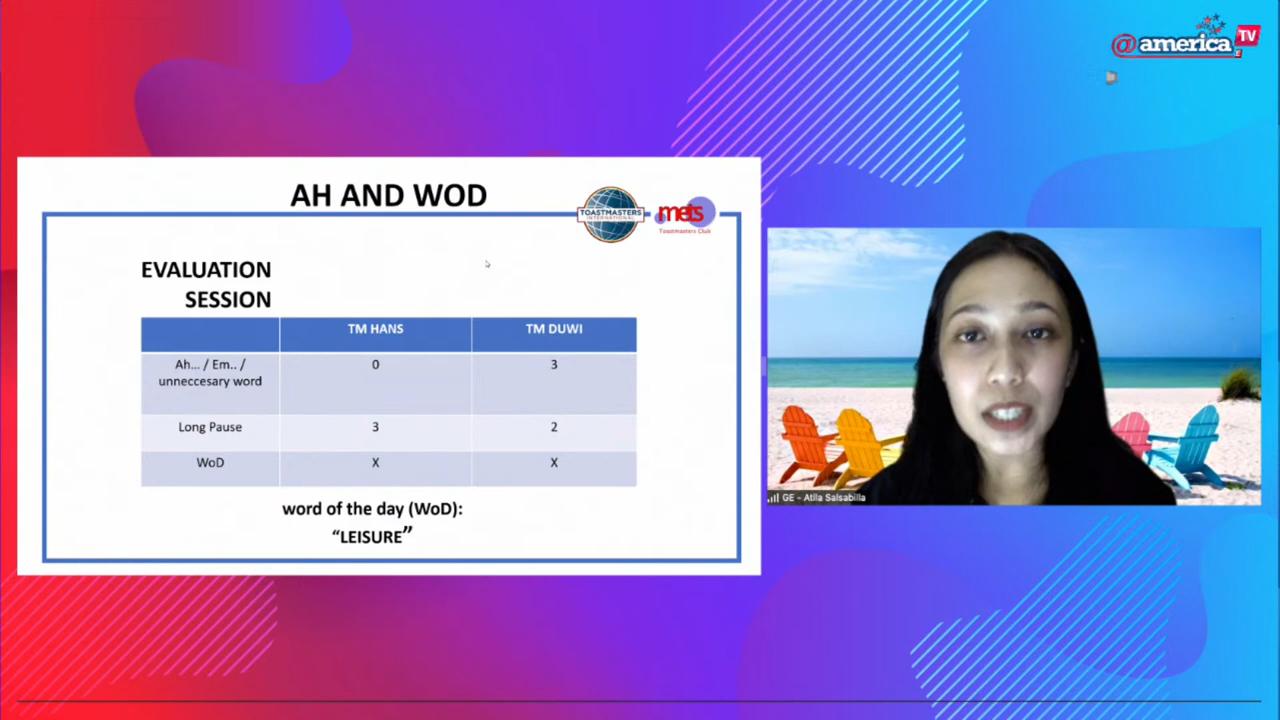 @america TV
AH AND WOD
TOASTMASTERS
INTERNATIONAL
mets
Toastmasters Club
EVALUATION
SESSION
TM HANS TM DUWI
Ah... / Em.. /
unneccesary word 0 3
Long Pause 3 2
WoD X X
word of the day (WoD):
“LEISURE”
GE - Atlla Salsabilla